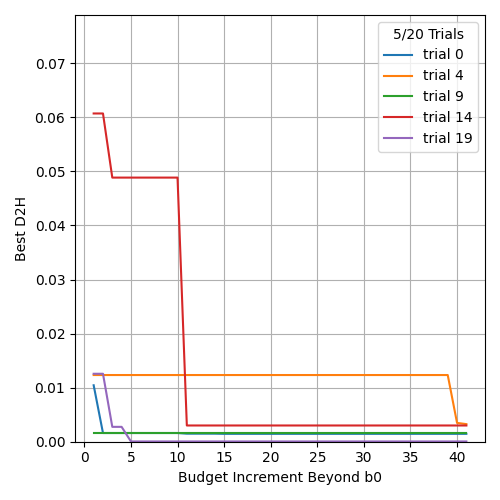 5/20 Trials
trial 0
trial 4
trial 9
trial 14
trial 19
0.07
0.06
0.05
0.04
0.03
0.02
0.01
0.00
Best D2H
0 5 10 15 20 25 30 35 40
Budget Increment Beyond b0